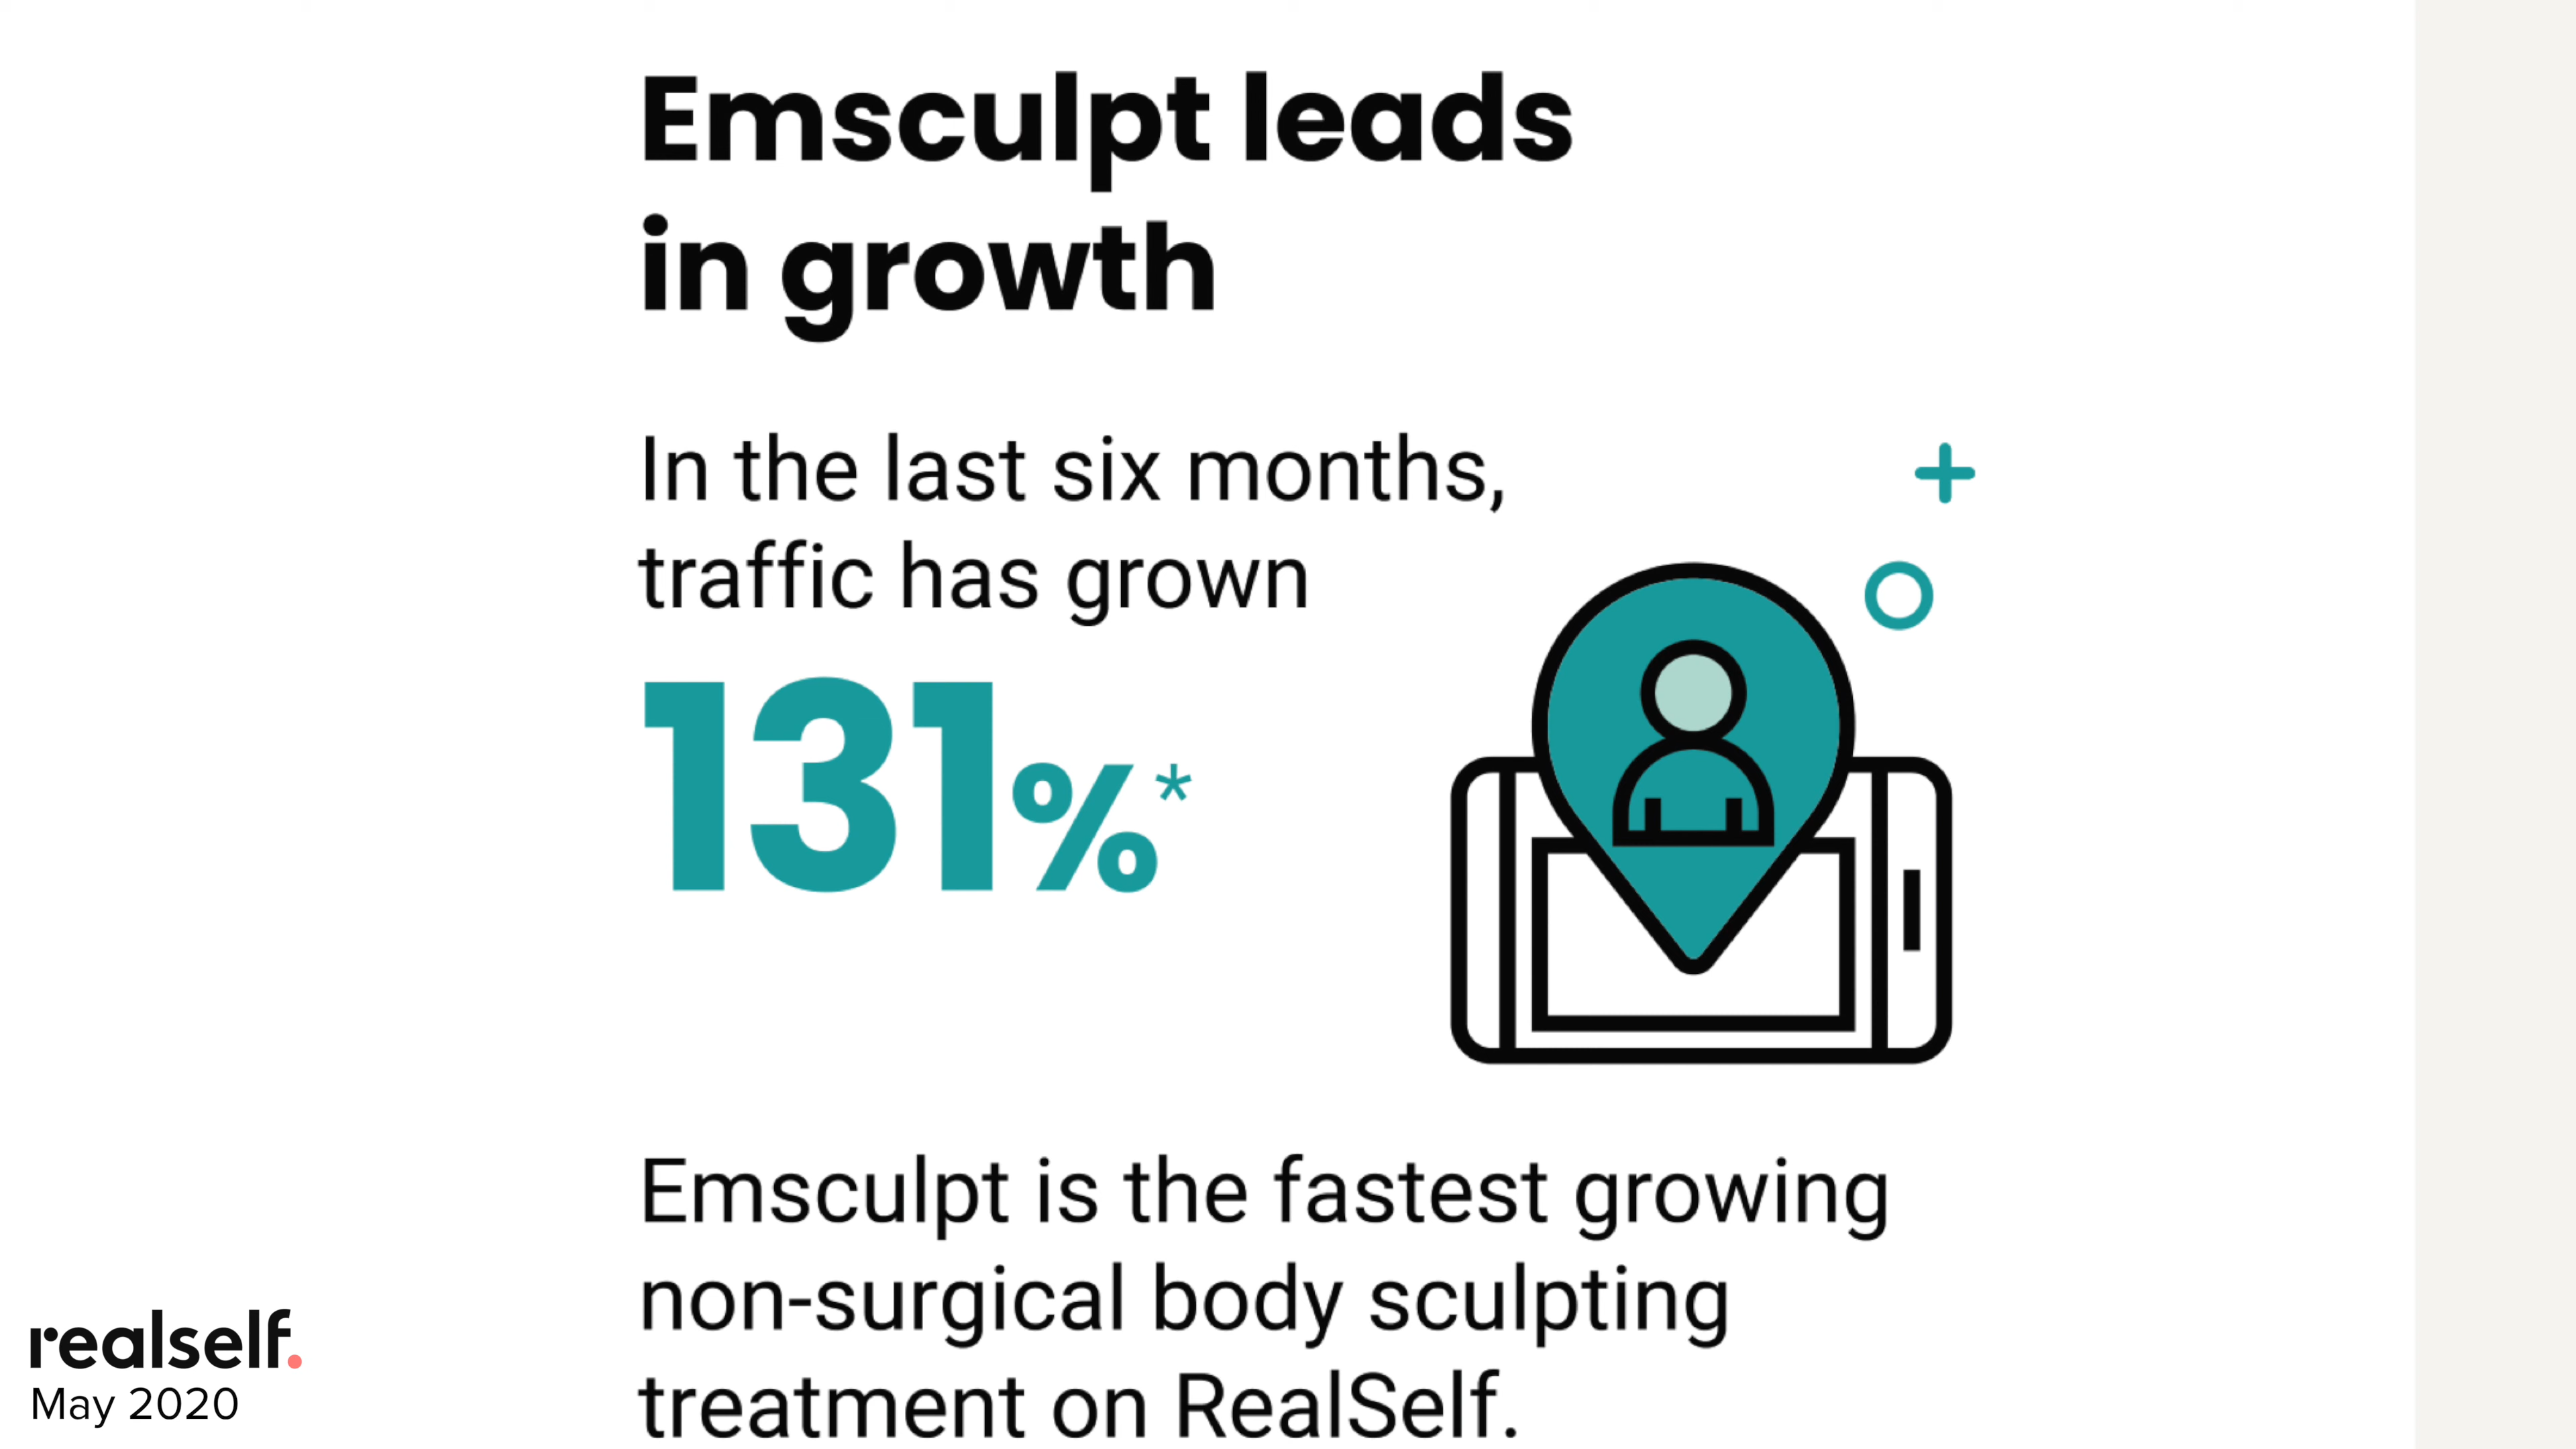 Emsculpt leads
in growth
In the last six months,
traffic has grown
131%*
Emsculpt is the fastest growing
non-surgical body sculpting
treatment on RealSelf.
realself.
May 2020